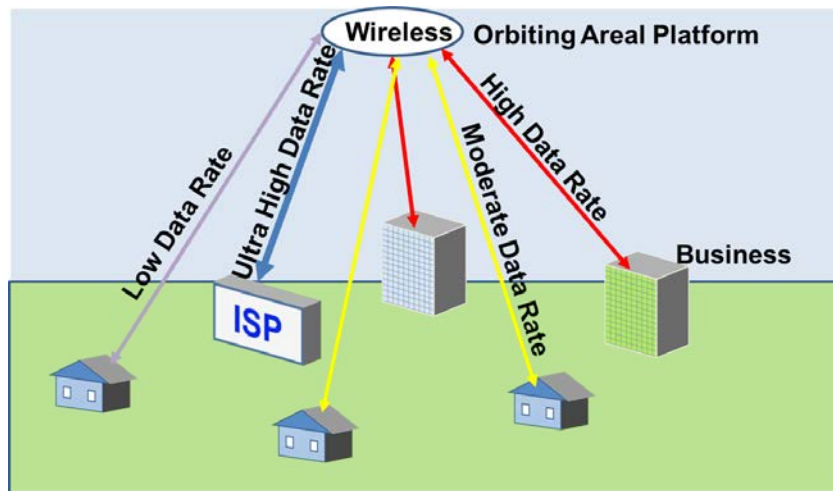 Wireless
Orbiting Areal Platform
Low Data Rate
Ultra High Data Rate
Moderate Data Rate
High Data Rate
Business
ISP